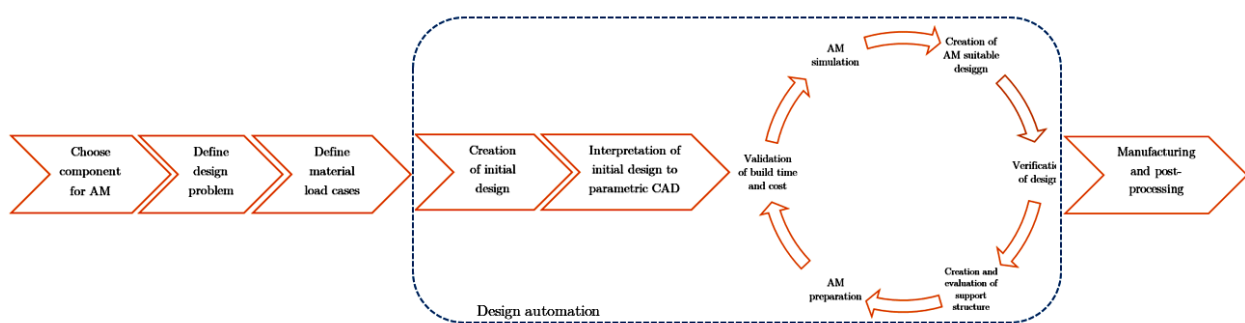 Choose
component
for AM
Define
design
problem
Define
material
load cases
Creation
of initial
design
Interpretation of
initial design to
parametric CAD
Validation
of build time
and cost
AM
simulation
Creation of
AM suitable
desiggn
Verificatio
of design
Creation and
evaluation of
support
structure
AM
preparation
Manufacturing
and post-
processing
Design automation